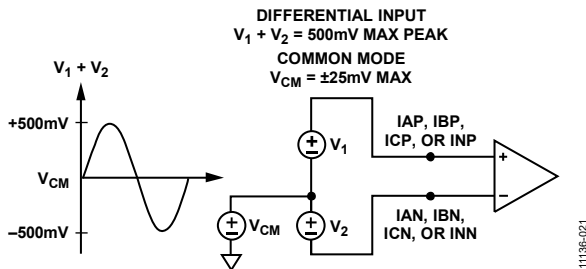 DIFFERENTIAL INPUT
V1 + V2 = 500mV MAX PEAK
COMMON MODE
VCM = ±25mV MAX
V1 + V2
+500mV
VCM
–500mV
V1
VCM
V2
IAP, IBP,
ICP, OR INP
IAN, IBN,
ICN, OR INN
+
–
11136-021